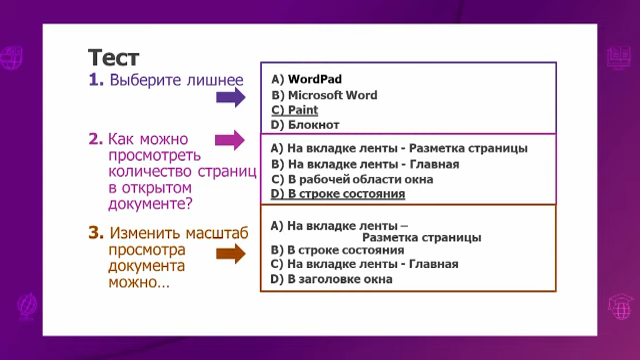 Тест
1. Выберите лишнее
A) WordPad
B) Microsoft Word
C) Paint
D) Блокнот
2. Как можно
просмотреть
количество страниц
в открытом
документе?
A) На вкладке ленты - Разметка страницы
B) На вкладке ленты - Главная
C) В рабочей области окна
D) В строке состояния
3. Изменить масштаб
просмотра
документа
можно...
A) На вкладке ленты –
Разметка страницы
B) В строке состояния
C) На вкладке ленты - Главная
D) В заголовке окна